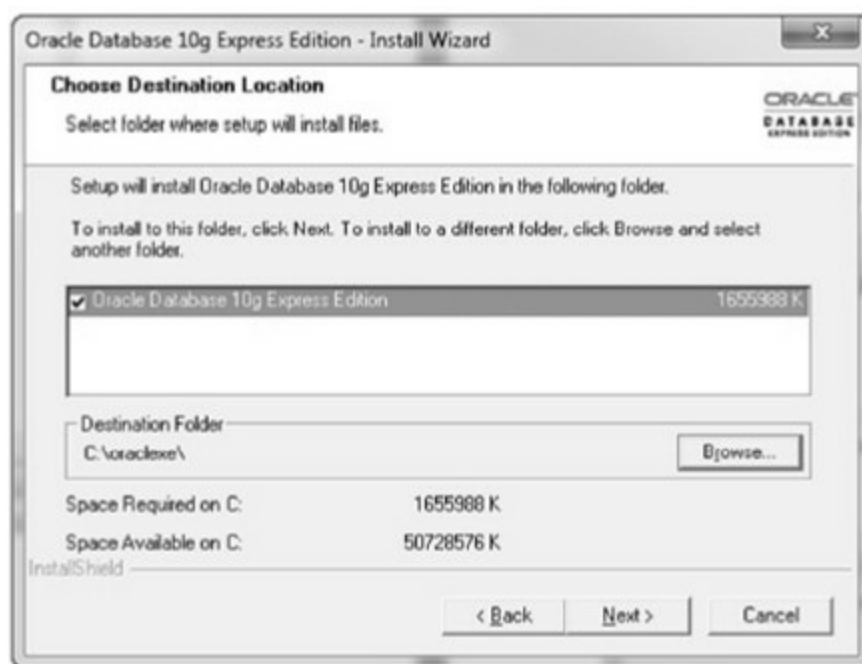 Oracle Database 10g Express Edition - Install Wizard
Choose Destination Location
Select folder where setup will install files.
ORACLE
DATABASE
EXPRESS EDITION
Setup will install Oracle Database 10g Express Edition in the following folder.
To install to this folder, click Next. To install to a different folder, click Browse and select
another folder.
Oracle Database 10g Express Edition 1655988 K
Destination Folder
C:\oraclexe\
Browse...
Space Required on C: 1655988 K
Space Available on C: 50728576 K
InstallShield
< Back Next > Cancel